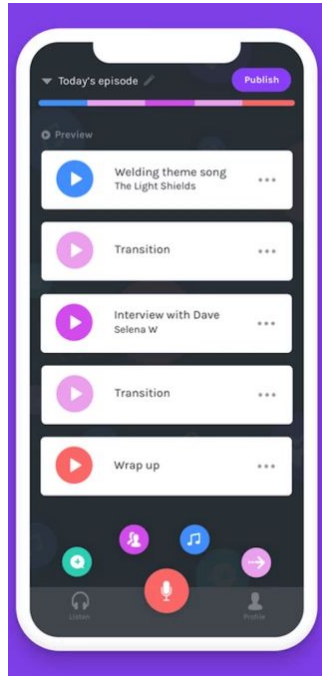 Today's episode
Publish
Preview
Welding theme song
The Light Shields
Transition
Interview with Dave
Selena W
Transition
Wrap up
Listen
Profile